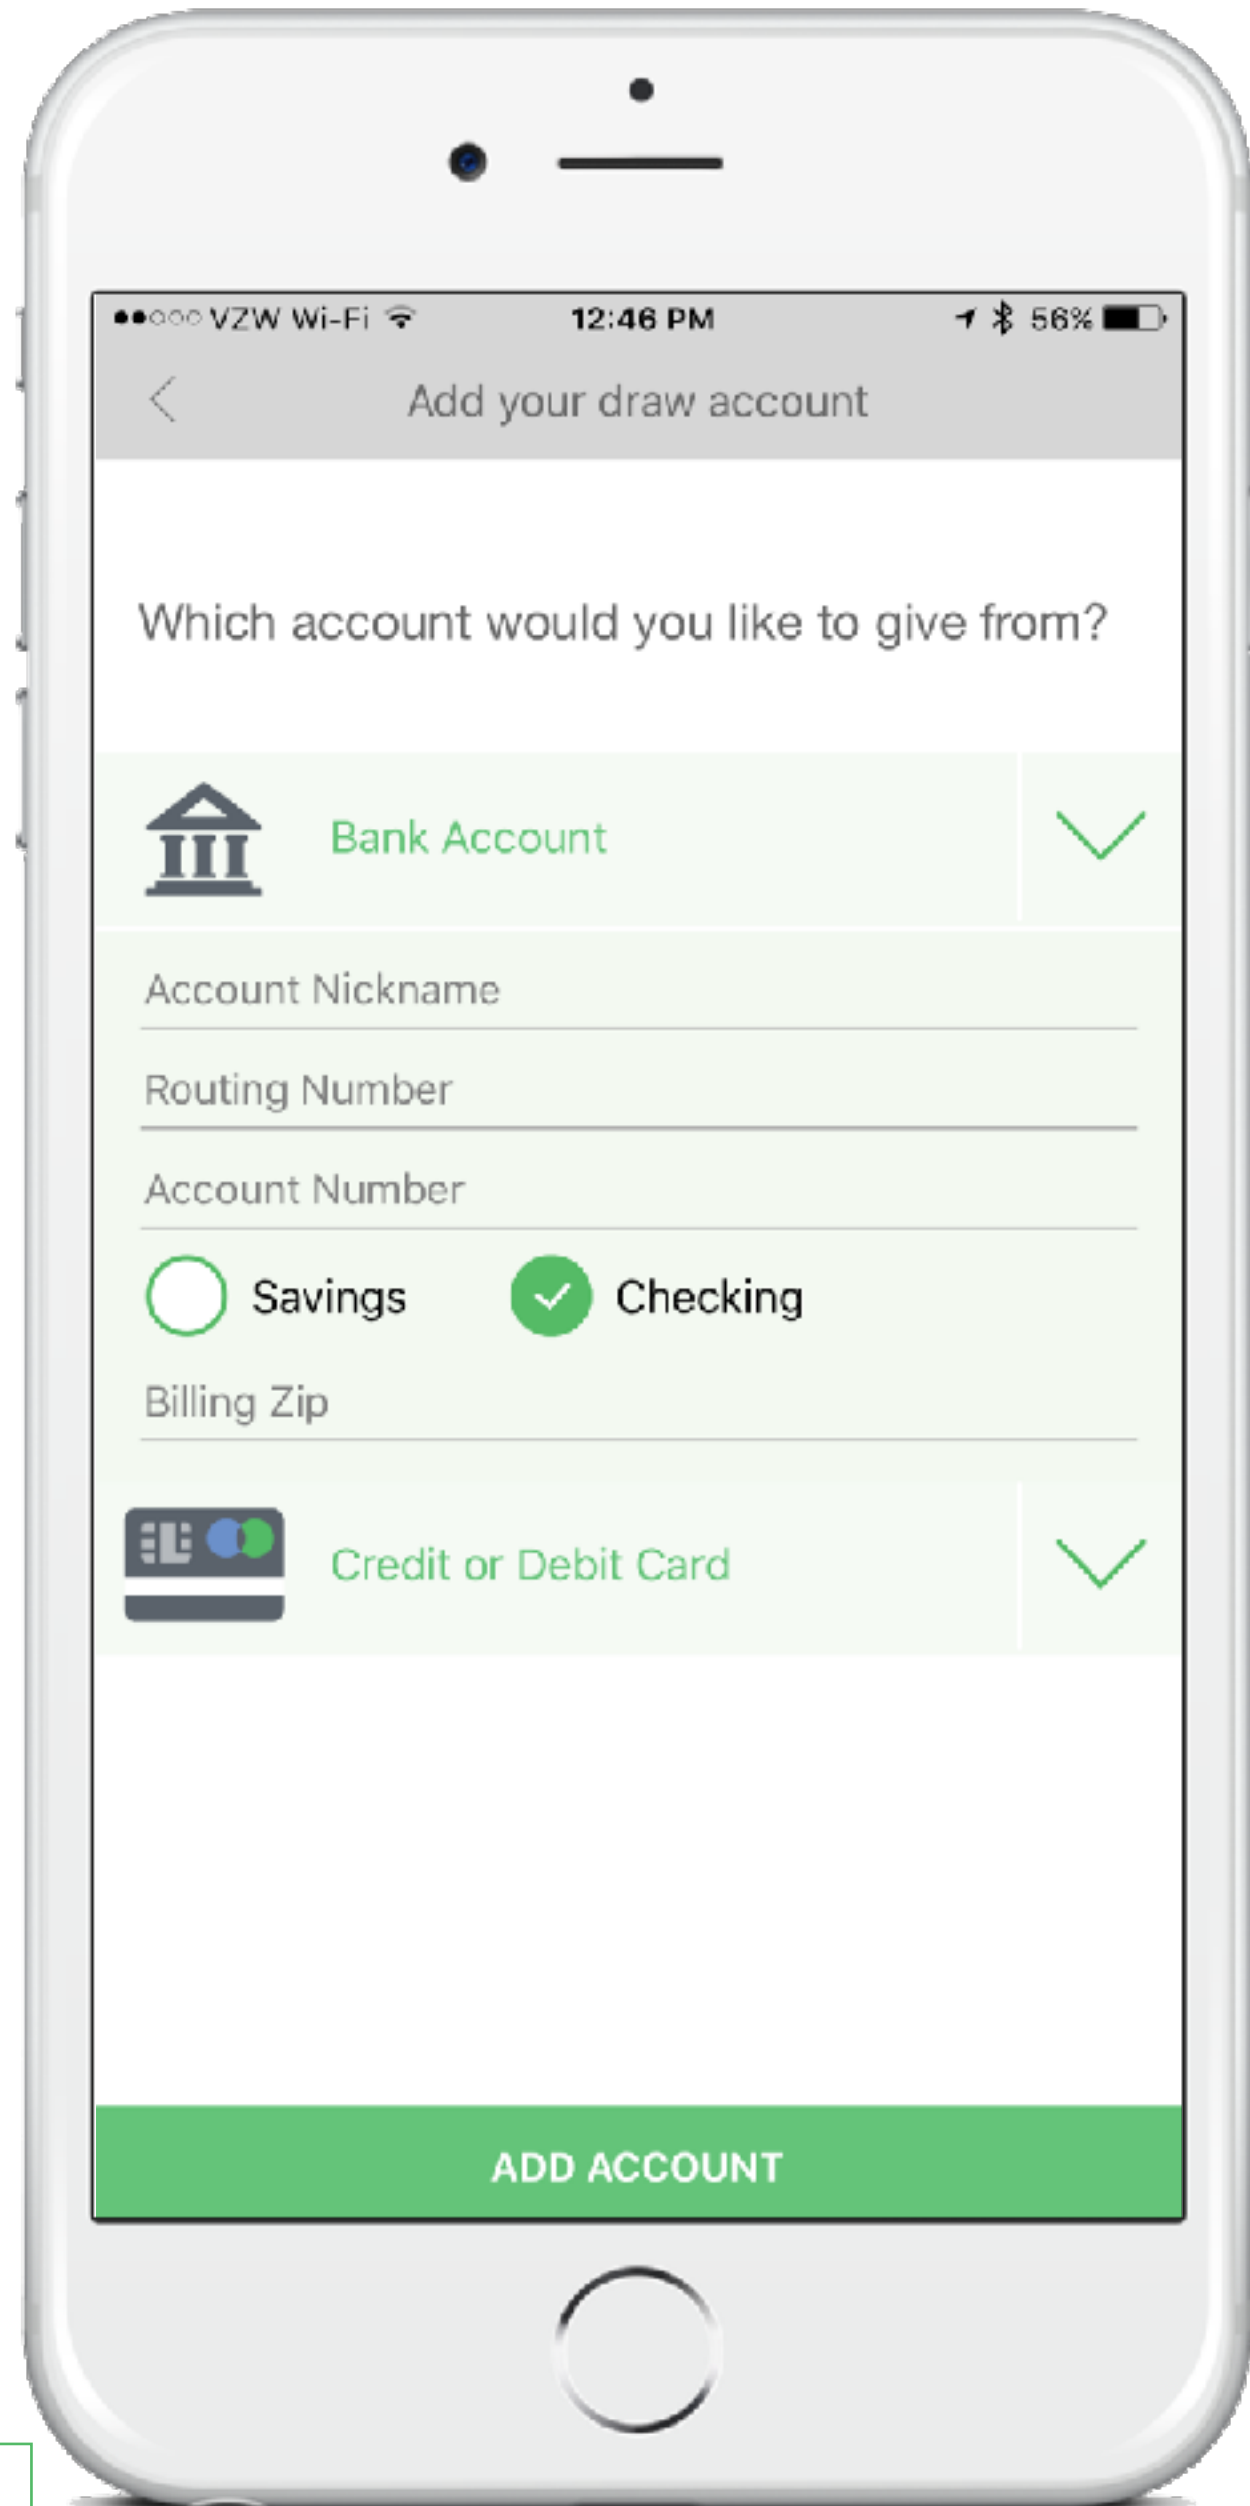 VZW Wi-Fi 12:46 PM 56%
Add your draw account
Which account would you like to give from?
Bank Account
Account Nickname
Routing Number
Account Number
Savings Checking
Billing Zip
Credit or Debit Card
ADD ACCOUNT